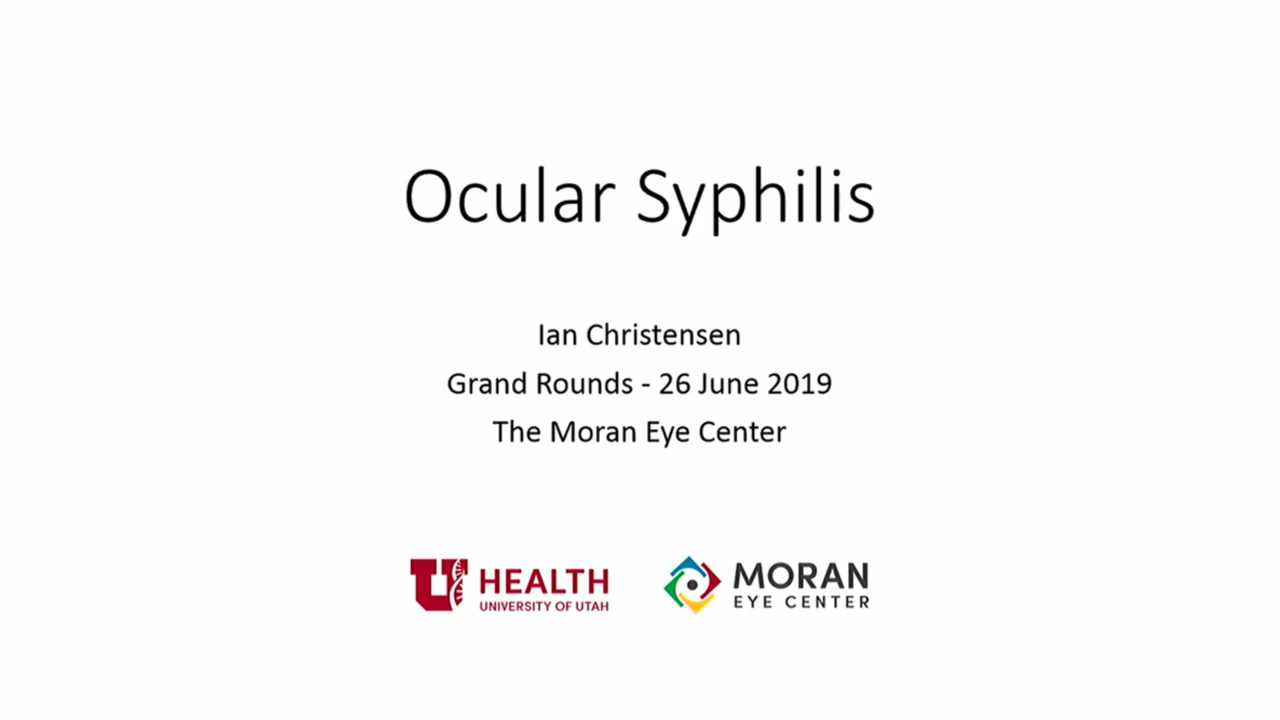 Ocular Syphilis
Ian Christensen
Grand Rounds - 26 June 2019
The Moran Eye Center
U HEALTH
UNIVERSITY OF UTAH
MORAN
EYE CENTER